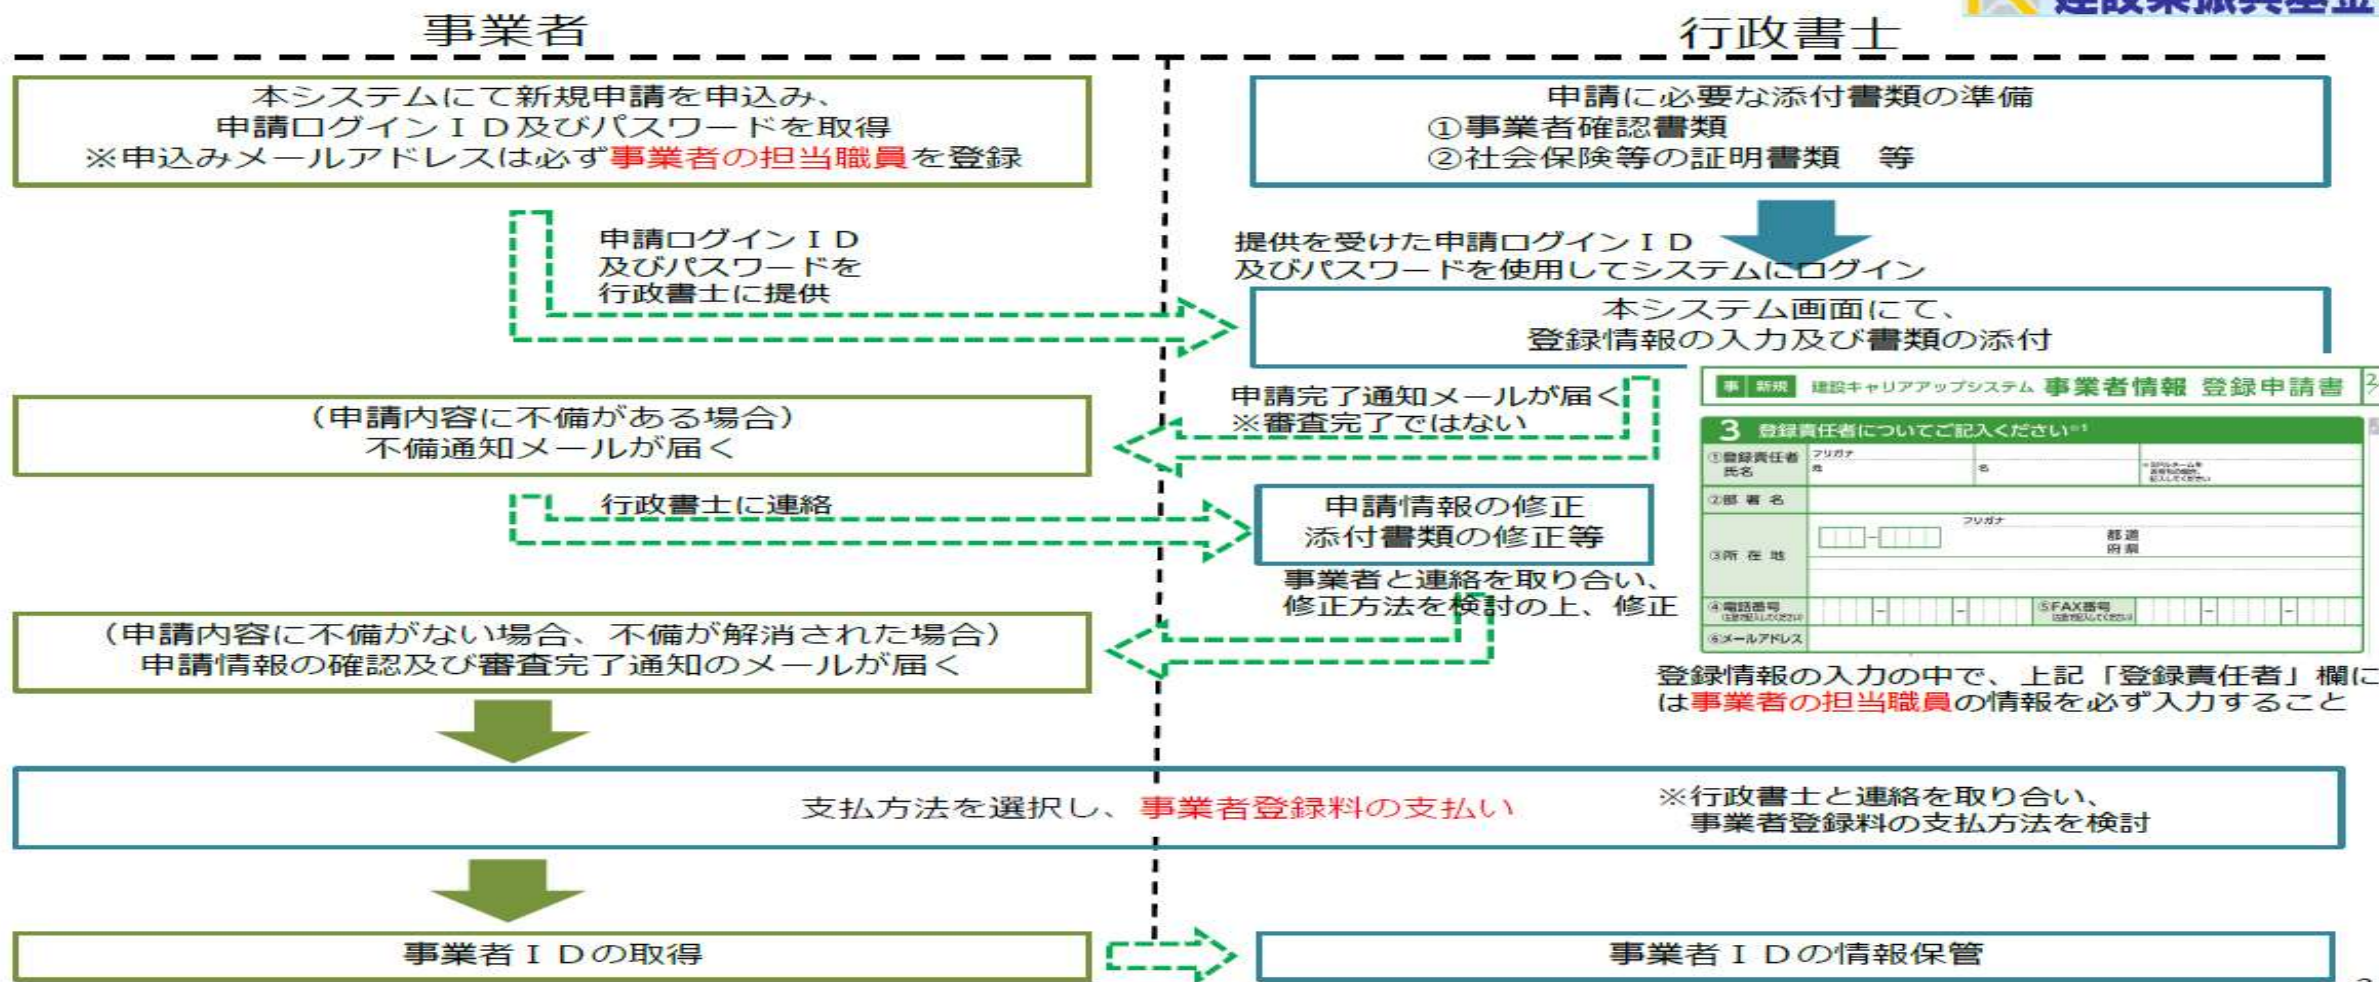 建設業振興基金
事業者
行政書士
本システムにて新規申請を申込み、
申請ログインＩＤ及びパスワードを取得
※申込みメールアドレスは必ず事業者の担当職員を登録
申請に必要な添付書類の準備
①事業者確認書類
②社会保険等の証明書類　等
申請ログインＩＤ
及びパスワードを
行政書士に提供
提供を受けた申請ログインＩＤ
及びパスワードを使用してシステムにログイン
本システム画面にて、
登録情報の入力及び書類の添付
申請完了通知メールが届く
※審査完了ではない
（申請内容に不備がある場合）
不備通知メールが届く
行政書士に連絡
申請情報の修正
添付書類の修正等
事業者と連絡を取り合い、
修正方法を検討の上、修正
事 新規 建設キャリアアップシステム 事業者情報 登録申請書
3 登録責任者についてご記入ください※1
①登録責任者
氏名
フリガナ
姓 名
②部署名
フリガナ
③所在地
都道
府県
④電話番号
⑤FAX番号
⑥メールアドレス
登録情報の入力の中で、上記「登録責任者」欄に
は事業者の担当職員の情報を必ず入力すること
（申請内容に不備がない場合、不備が解消された場合）
申請情報の確認及び審査完了通知のメールが届く
支払方法を選択し、事業者登録料の支払い
※行政書士と連絡を取り合い、
事業者登録料の支払方法を検討
事業者ＩＤの取得
事業者ＩＤの情報保管